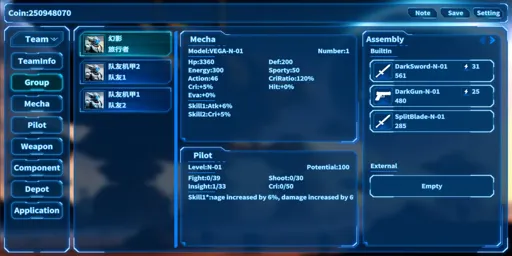 Coin:250948070
Note
Save
Setting
Team
TeamInfo
Group
Mecha
Pilot
Weapon
Component
Depot
Application
幻影
旅行者
队友机甲2
队友1
队友机甲1
队友2
Mecha
Model:VEGA-N-01 Number:1
Hp:3360 Def:200
Energy:300 Sporty:50
Action:46 CriRatio:120%
Cri:+5% Hit:+0%
Eva:+0%
Skill1:Atk+6%
Skill2:Cri+5%
Pilot
Level:N-01 Potential:100
Fight:0/39 Shoot:0/30
Insight:1/33 Cri:0/50
Skill1*:nage increased by 6%, damage increased by 6
Assembly
BuiltIn
DarkSword-N-01 31
561
DarkGun-N-01 25
480
SplitBlade-N-01
285
External
Empty